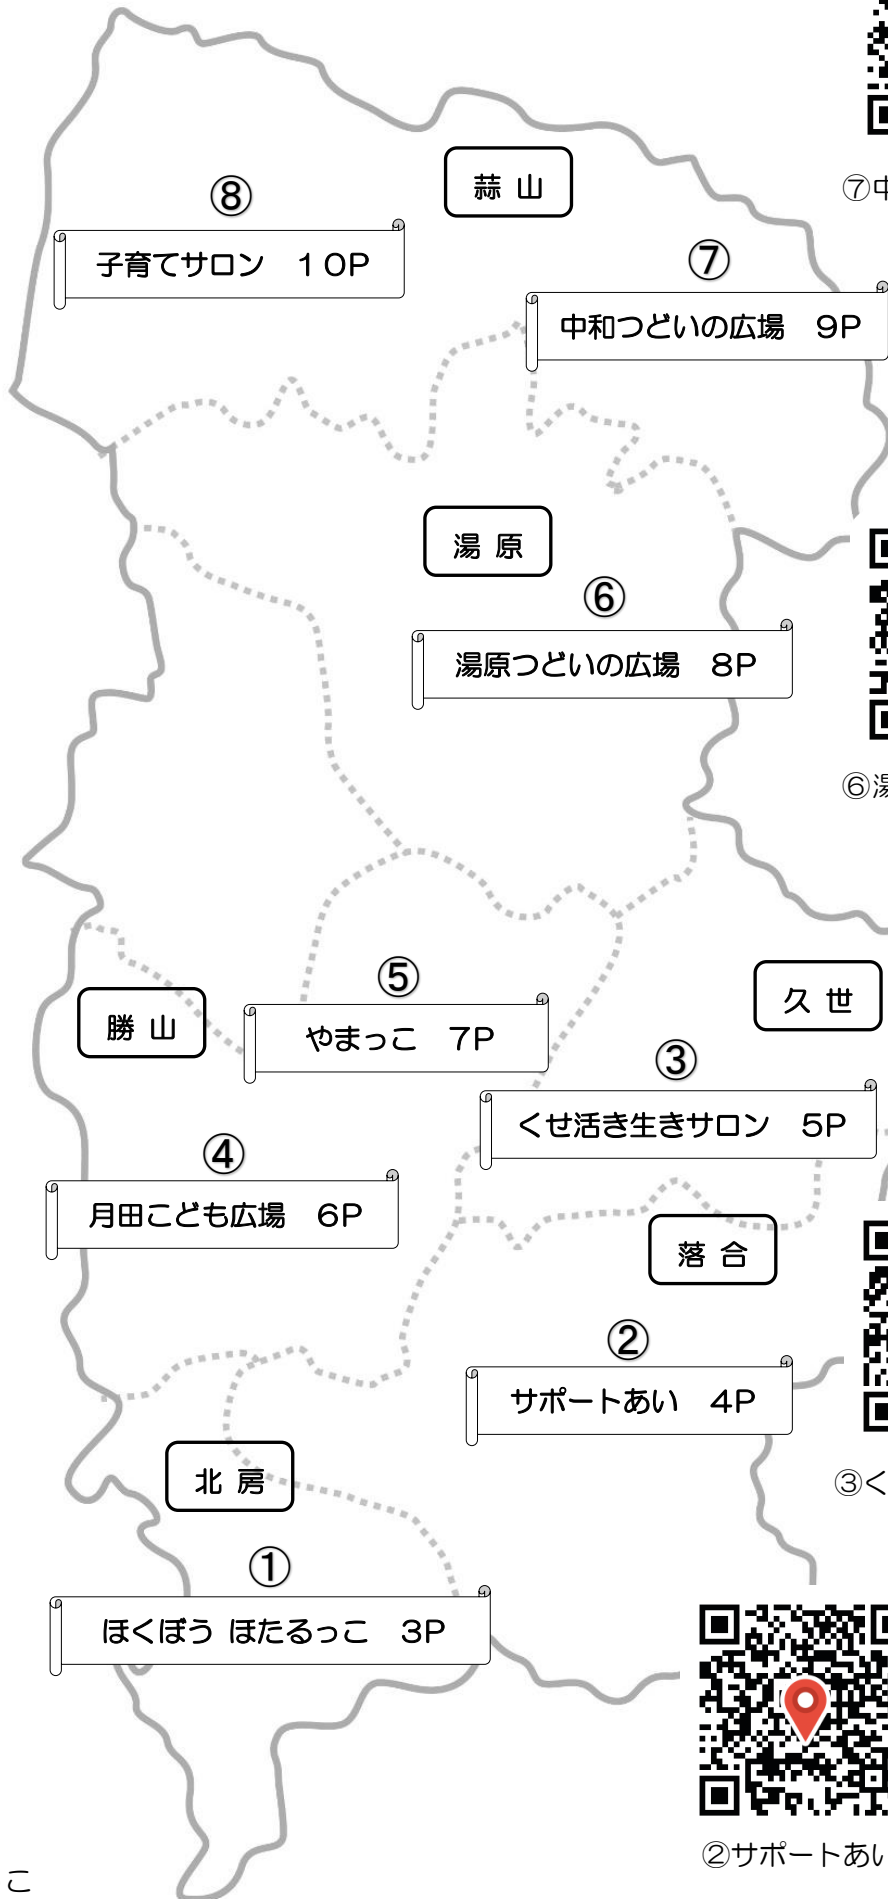 蒜 山
⑧
子育てサロン　１０P
⑦
中和つどいの広場　9P
⑦中
湯 原
⑥
湯原つどいの広場　8P
⑥湯
⑤
やまっこ　7P
勝 山
久 世
③
くせ活き生きサロン　5P
④
月田こども広場　6P
落 合
②
サポートあい　4P
③く
北 房
①
ほくぼう ほたるっこ　3P
②サポートあい
こ